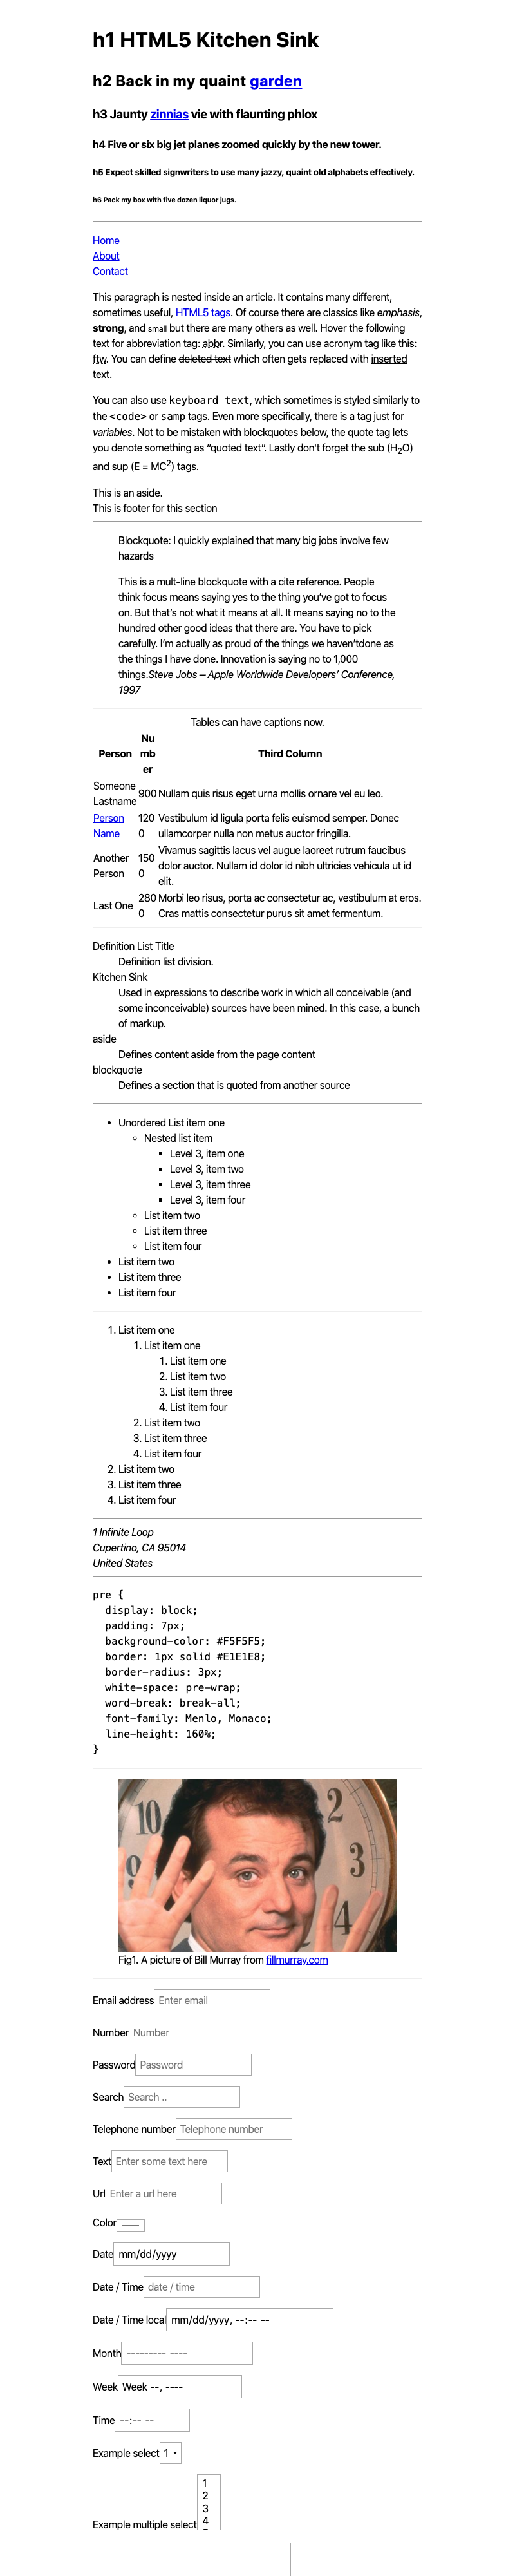 h1 HTML5 Kitchen Sink
h2 Back in my quaint garden
h3 Jaunty zinnias vie with flaunting phlox
h4 Five or six big jet planes zoomed quickly by the new tower.
h5 Expect skilled signwriters to use many jazzy, quaint old alphabets effectively.
h6 Pack my box with five dozen liquor jugs.
Home
About
Contact
This paragraph is nested inside an article. It contains many different,
sometimes useful, HTML5 tags. Of course there are classics like emphasis,
strong, and small but there are many others as well. Hover the following
text for abbreviation tag: abbr. Similarly, you can use acronym tag like this:
ftw. You can define deleted text which often gets replaced with inserted
text.
You can also use keyboard text, which sometimes is styled similarly to
the <code> or samp tags. Even more specifically, there is a tag just for
variables. Not to be mistaken with blockquotes below, the quote tag lets
you denote something as “quoted text”. Lastly don't forget the sub (H2O)
and sup (E = MC2) tags.
This is an aside.
This is footer for this section
Blockquote: I quickly explained that many big jobs involve few
hazards
This is a mult-line blockquote with a cite reference. People
think focus means saying yes to the thing you’ve got to focus
on. But that’s not what it means at all. It means saying no to the
hundred other good ideas that there are. You have to pick
carefully. I’m actually as proud of the things we haven’tdone as
the things I have done. Innovation is saying no to 1,000
things.Steve Jobs – Apple Worldwide Developers’ Conference,
1997
Tables can have captions now.
Person Nu
mb
er Third Column
Someone
Lastname 900 Nullam quis risus eget urna mollis ornare vel eu leo.
Person
Name 120
0 Vestibulum id ligula porta felis euismod semper. Donec
ullamcorper nulla non metus auctor fringilla.
Another
Person 150
0 Vivamus sagittis lacus vel augue laoreet rutrum faucibus
dolor auctor. Nullam id dolor id nibh ultricies vehicula ut id
elit.
Last One 280
0 Morbi leo risus, porta ac consectetur ac, vestibulum at eros.
Cras mattis consectetur purus sit amet fermentum.
Definition List Title
Definition list division.
Kitchen Sink
Used in expressions to describe work in which all conceivable (and
some inconceivable) sources have been mined. In this case, a bunch
of markup.
aside
Defines content aside from the page content
blockquote
Defines a section that is quoted from another source
• Unordered List item one
◦ Nested list item
▪ Level 3, item one
▪ Level 3, item two
▪ Level 3, item three
▪ Level 3, item four
◦ List item two
◦ List item three
◦ List item four
• List item two
• List item three
• List item four
1. List item one
1. List item one
1. List item one
2. List item two
3. List item three
4. List item four
2. List item two
3. List item three
4. List item four
2. List item two
3. List item three
4. List item four
1 Infinite Loop
Cupertino, CA 95014
United States
pre {
  display: block;
  padding: 7px;
  background-color: #F5F5F5;
  border: 1px solid #E1E1E8;
  border-radius: 3px;
  white-space: pre-wrap;
  word-break: break-all;
  font-family: Menlo, Monaco;
  line-height: 160%;
}
10
9
8
2
3
4
Fig1. A picture of Bill Murray from fillmurray.com
Email address Enter email
Number Number
Password Password
Search Search ..
Telephone number Telephone number
Text Enter some text here
Url Enter a url here
Color
Date mm/dd/yyyy
Date / Time date / time
Date / Time local mm/dd/yyyy, --:-- --
Month --------- ----
Week Week --, ----
Time --:-- --
Example select 1
1
2
3
4
Example multiple select